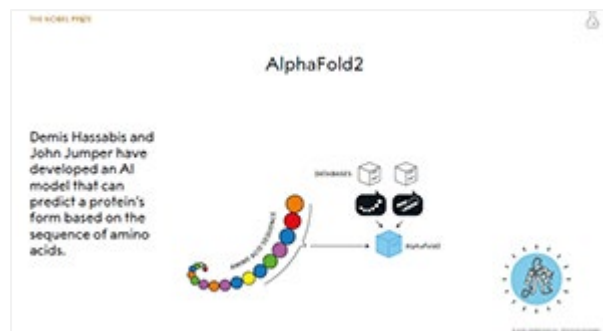 THE NOBEL PRIZE
AlphaFold2
Demis Hassabis and
John Jumper have
developed an AI
model that can
predict a protein's
form based on the
sequence of amino
acids.
DATABASES
AMINO ACID SEQUENCE
AlphaFold2